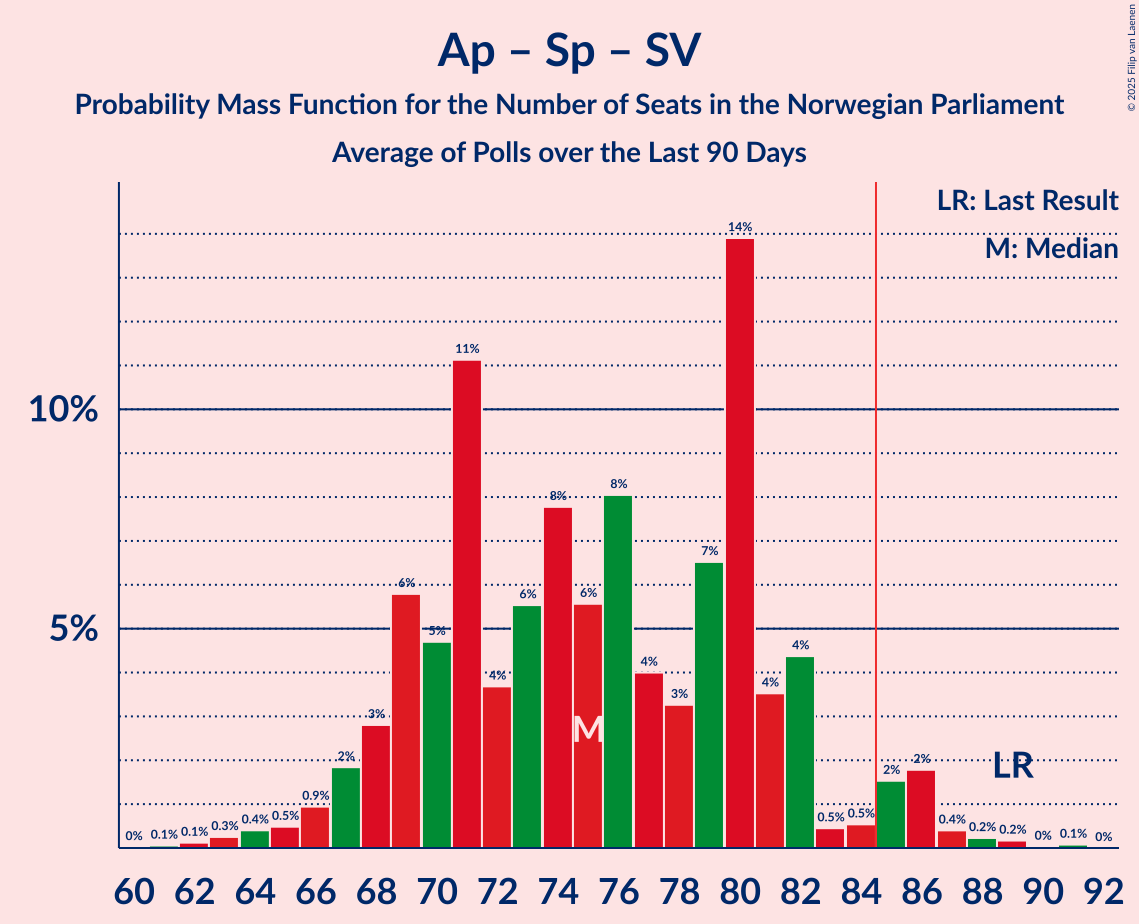 Ap – Sp – SV
Probability Mass Function for the Number of Seats in the Norwegian Parliament
Average of Polls over the Last 90 Days
© 2025 Filip van Laenen
LR: Last Result
M: Median
10%
5%
0% 0.1% 0.1% 0.3% 0.4% 0.5% 0.9% 2% 3% 6% 5% 11% 4% 6% 8% 6% 8% 4% 3% 7% 14% 4% 4% 0.5% 0.5% 2% 2% 0.4% 0.2% 0.2% 0% 0.1% 0%
M
LR
60 62 64 66 68 70 72 74 76 78 80 82 84 86 88 90 92